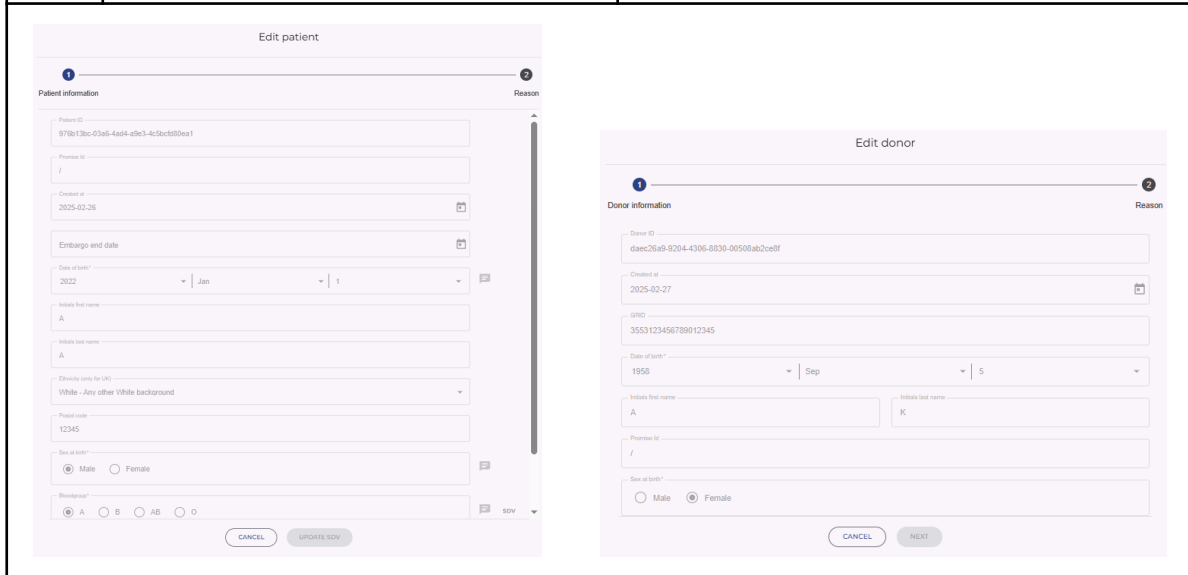 Edit patient
1
2
Patient information
Reason
Patient ID
976b13bc-03a6-4ad4-a9e3-4c5bcfd80ea1
Promise Id
/
Created at
2025-02-26
Embargo end date
Date of birth*
2022 Jan 1
Initials first name
A
Initials last name
A
Ethnicity (only for UK)
White - Any other White background
Postal code
12345
Sex at birth*
Male Female
Bloodgroup*
A B AB O
SDV
CANCEL UPDATE SDV
Edit donor
1
2
Donor information
Reason
Donor ID
daec26a9-9204-4306-8830-00508ab2ce8f
Created at
2025-02-27
GRID
3553123456789012345
Date of birth*
1958 Sep 5
Initials first name
A
Initials last name
K
Promise Id
/
Sex at birth*
Male Female
CANCEL NEXT